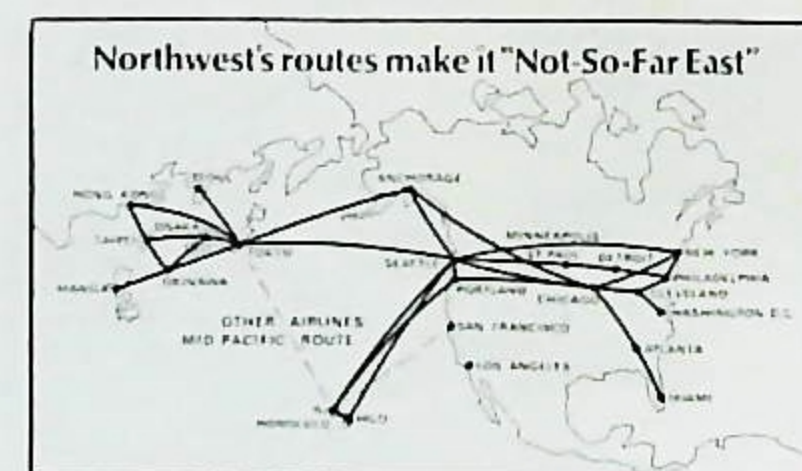 Northwest's routes make it "Not-So-Far East"
ANCHORAGE
HONG KONG
SEOUL
OSAKA
TAIPEI
TOKYO
OKINAWA
MANILA
MINNEAPOLIS
ST. PAUL
DETROIT
NEW YORK
SEATTLE
PHILADELPHIA
PORTLAND
CHICAGO
CLEVELAND
WASHINGTON D.C.
OTHER AIRLINES
MID PACIFIC ROUTE
SAN FRANCISCO
ATLANTA
LOS ANGELES
MIAMI
HONOLULU
HILO